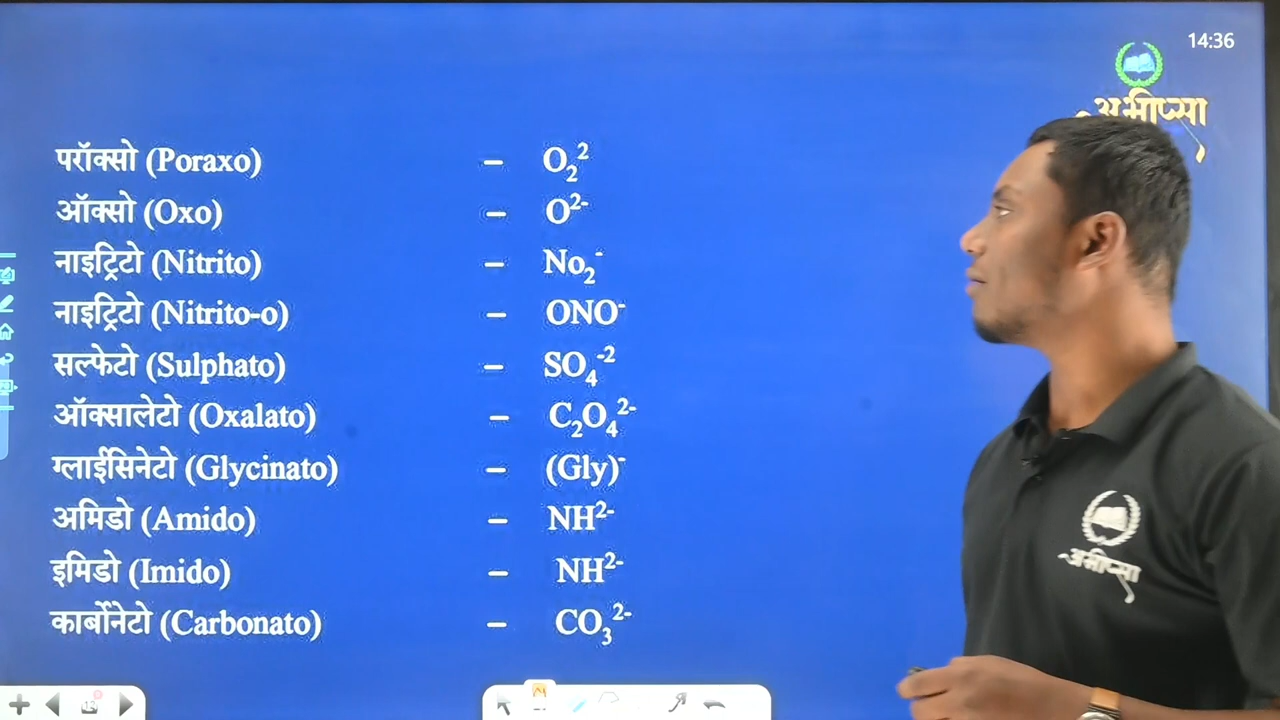 14:36
अभीप्सा
परॉक्सो (Poraxo) – O₂²
ऑक्सो (Oxo) – O²⁻
नाइट्रिटो (Nitrito) – No₂⁻
नाइट्रिटो (Nitrito-o) – ONO⁻
सल्फेटो (Sulphato) – SO₄⁻²
ऑक्सालेटो (Oxalato) – C₂O₄²⁻
ग्लाईसिनेटो (Glycinato) – (Gly)⁻
अमिडो (Amido) – NH²⁻
इमिडो (Imido) – NH²⁻
कार्बोनेटो (Carbonato) – CO₃²⁻
अभीप्सा
12